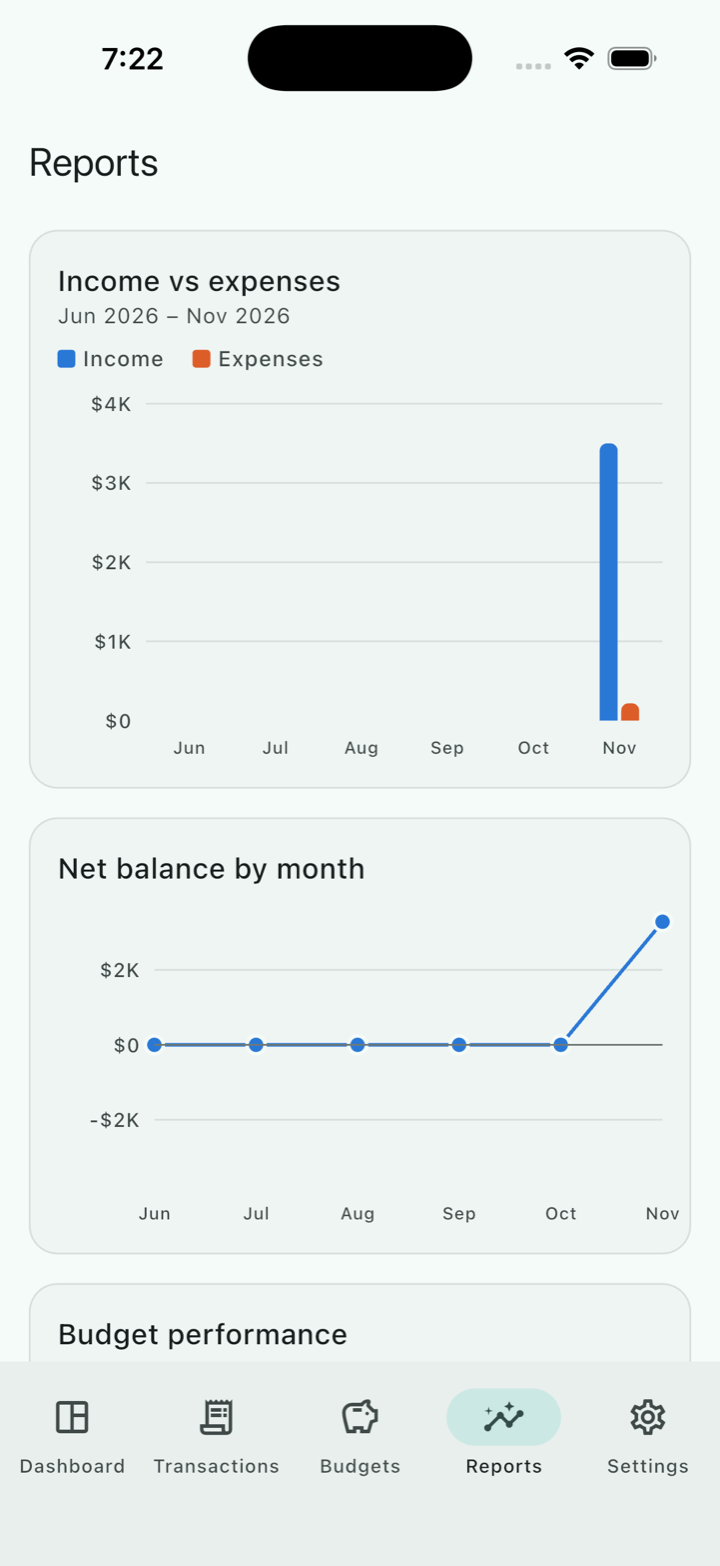 7:22
Reports
Income vs expenses
Jun 2026 – Nov 2026
Income Expenses
$4K
$3K
$2K
$1K
$0
Jun Jul Aug Sep Oct Nov
Net balance by month
$2K
$0
-$2K
Jun Jul Aug Sep Oct Nov
Budget performance
Dashboard Transactions Budgets Reports Settings